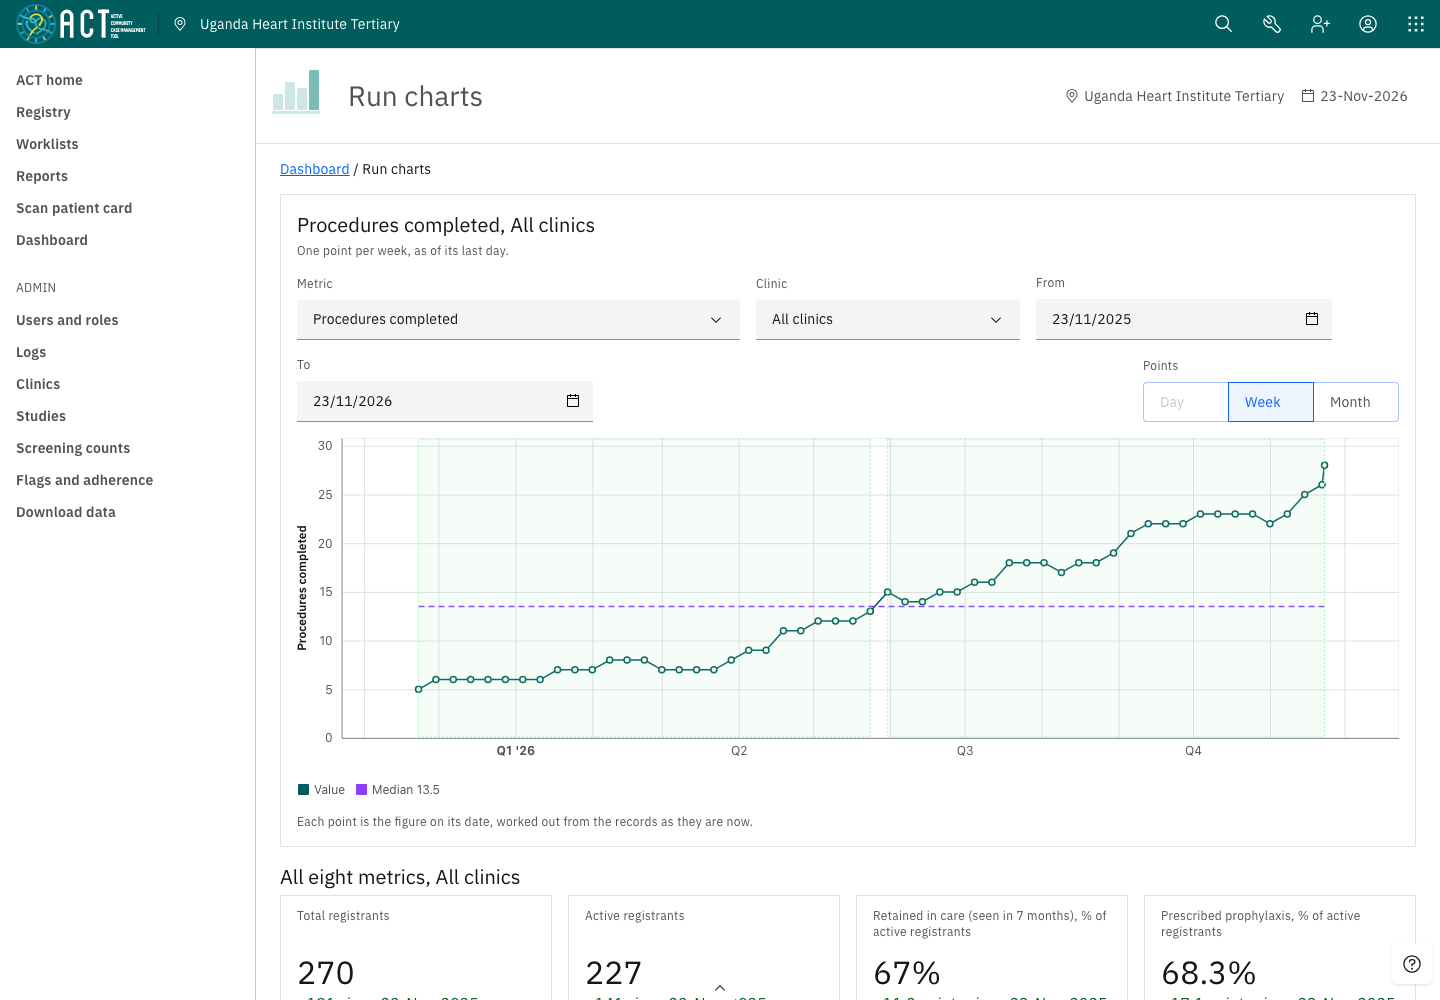 ACT
ACTIVE
COMMUNITY
CASE MANAGEMENT
TOOL
Uganda Heart Institute Tertiary
ACT home
Registry
Worklists
Reports
Scan patient card
Dashboard
ADMIN
Users and roles
Logs
Clinics
Studies
Screening counts
Flags and adherence
Download data
Run charts
Uganda Heart Institute Tertiary
23-Nov-2026
Dashboard / Run charts
Procedures completed, All clinics
One point per week, as of its last day.
Metric
Procedures completed
Clinic
All clinics
From
23/11/2025
To
23/11/2026
Points
Day
Week
Month
Procedures completed
30
25
20
15
10
5
0
Q1 '26
Q2
Q3
Q4
Value
Median 13.5
Each point is the figure on its date, worked out from the records as they are now.
All eight metrics, All clinics
Total registrants
270
Active registrants
227
Retained in care (seen in 7 months), % of
active registrants
67%
Prescribed prophylaxis, % of active
registrants
68.3%